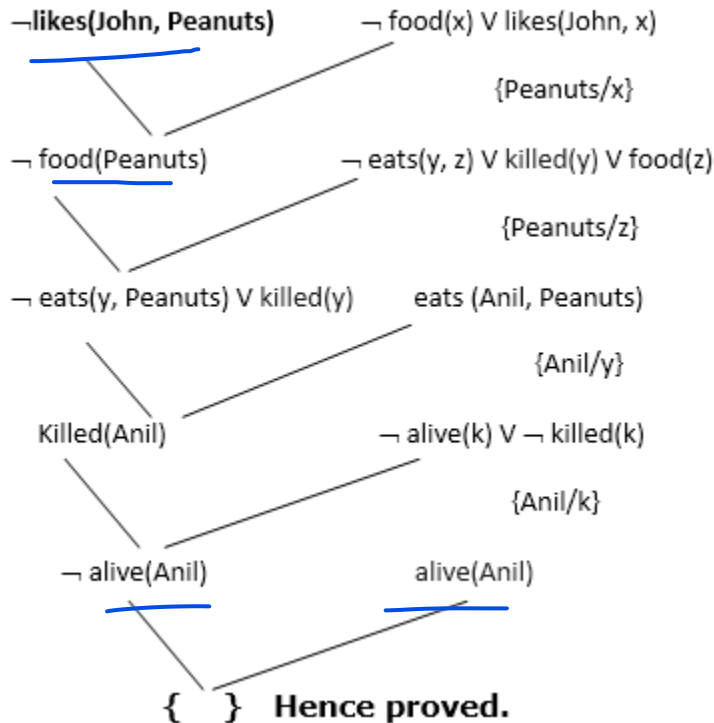 ¬likes(John, Peanuts) ¬ food(x) V likes(John, x)
{Peanuts/x}
¬ food(Peanuts) ¬ eats(y, z) V killed(y) V food(z)
{Peanuts/z}
¬ eats(y, Peanuts) V killed(y) eats (Anil, Peanuts)
{Anil/y}
Killed(Anil) ¬ alive(k) V ¬ killed(k)
{Anil/k}
¬ alive(Anil) alive(Anil)
{ } Hence proved.